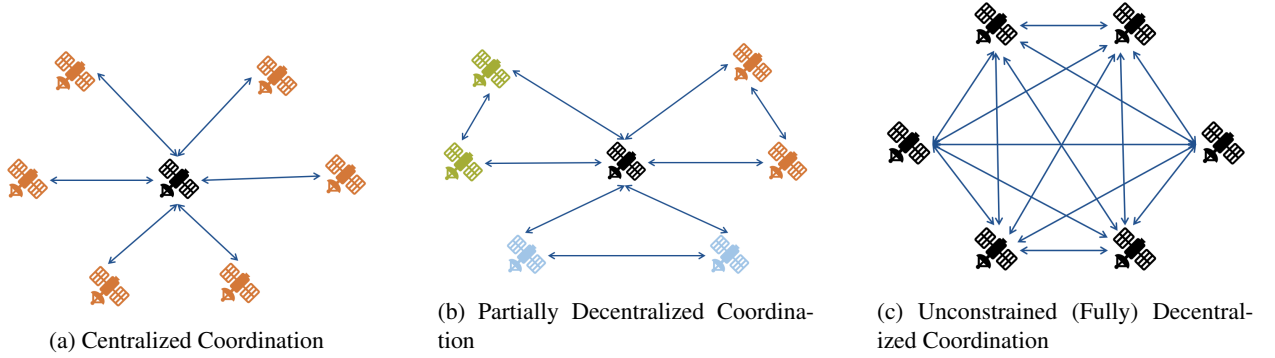 (a) Centralized Coordination
(b) Partially Decentralized Coordina-
tion
(c) Unconstrained (Fully) Decentral-
ized Coordination